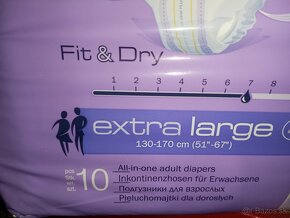 Fit & Dry
1 2 3 4 5 6 7 8
extra large
130-170 cm (51"-67")
10
All-in-one adult diapers
Inkontinenzhosen für Erwachsene
Подгузники для взрослых
Pieluchomajtki dla dorosłych